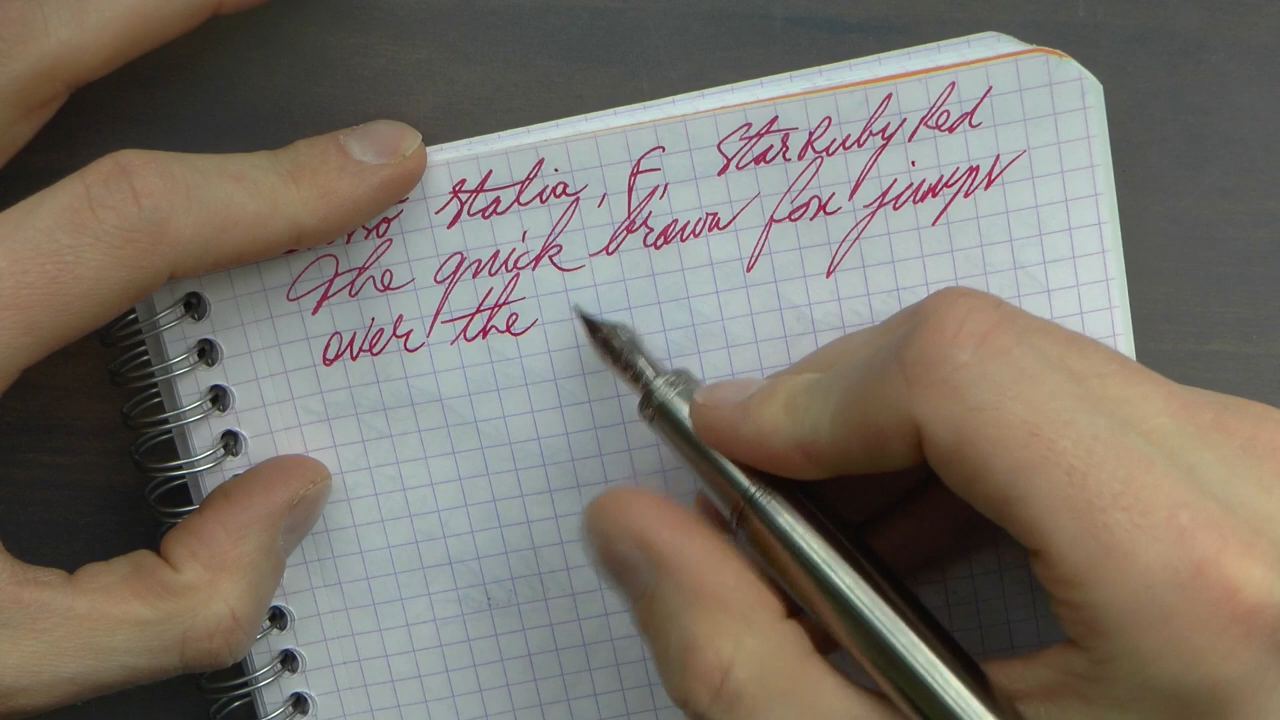 Italia, F, Star Ruby Red
The quick brown fox jumps
over the